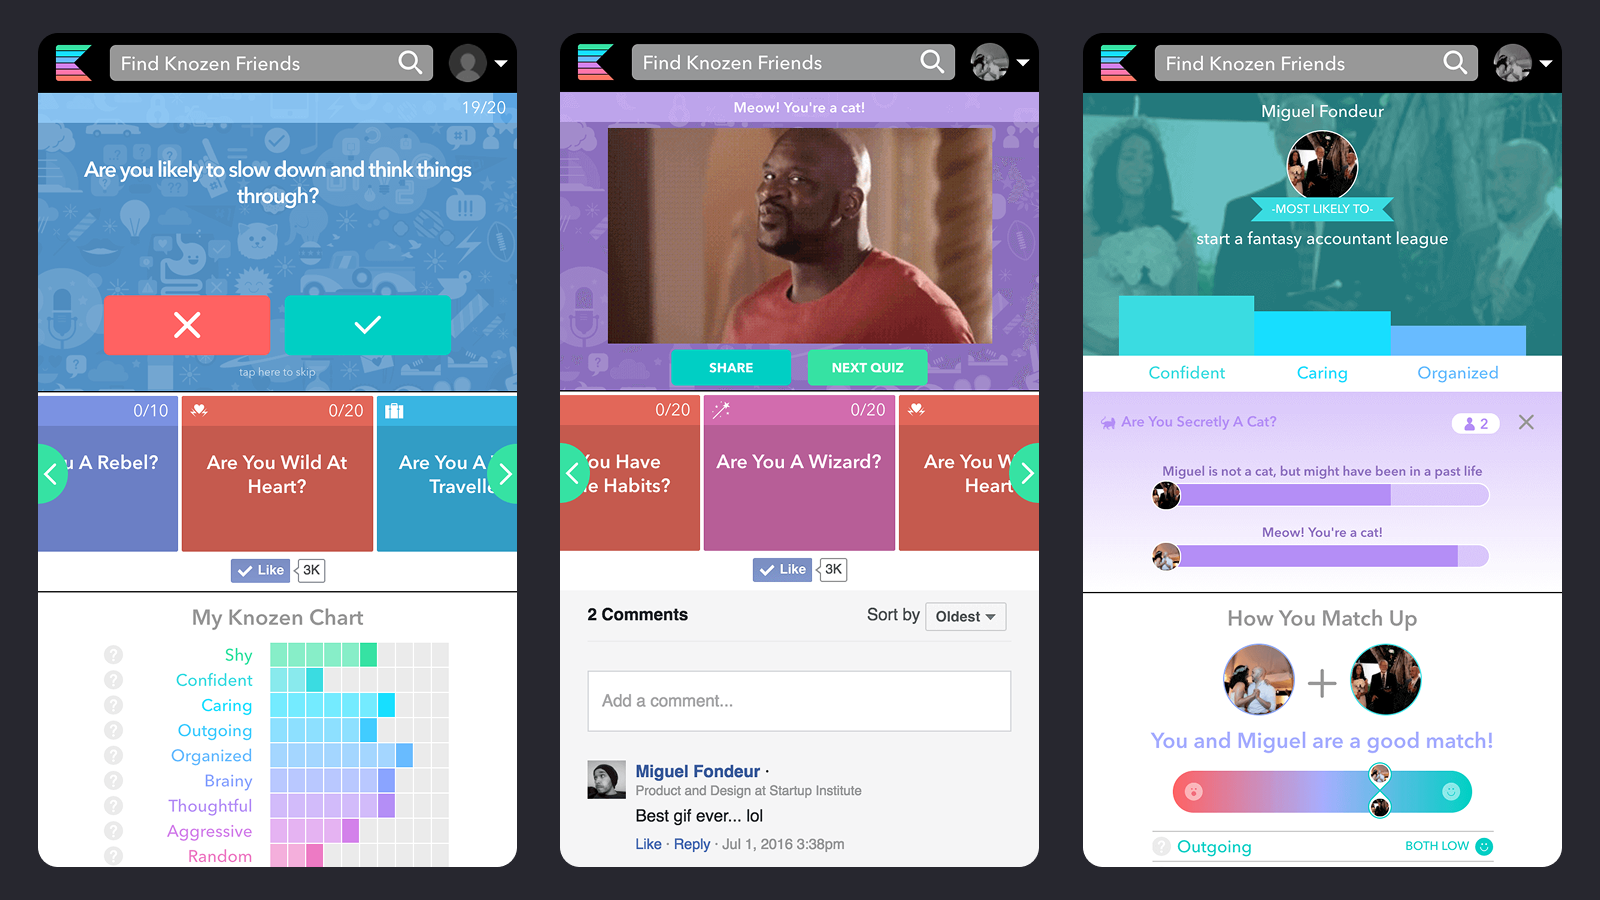 Find Knozen Friends
19/20
Are you likely to slow down and think things
through?
tap here to skip
0/10
u A Rebel?
0/20
Are You Wild At
Heart?
Are You A
Travelle
Like
3K
My Knozen Chart
? Shy
? Confident
? Caring
? Outgoing
? Organized
? Brainy
? Thoughtful
? Aggressive
? Random
Find Knozen Friends
Meow! You're a cat!
SHARE
NEXT QUIZ
0/20
ou Have
e Habits?
0/20
Are You A Wizard?
Are You W
Heart
Like
3K
2 Comments
Sort by Oldest
Add a comment...
Miguel Fondeur ·
Product and Design at Startup Institute
Best gif ever... lol
Like · Reply · Jul 1, 2016 3:38pm
Find Knozen Friends
Miguel Fondeur
-MOST LIKELY TO-
start a fantasy accountant league
Confident
Caring
Organized
Are You Secretly A Cat?
2
Miguel is not a cat, but might have been in a past life
Meow! You're a cat!
How You Match Up
+
You and Miguel are a good match!
? Outgoing
BOTH LOW